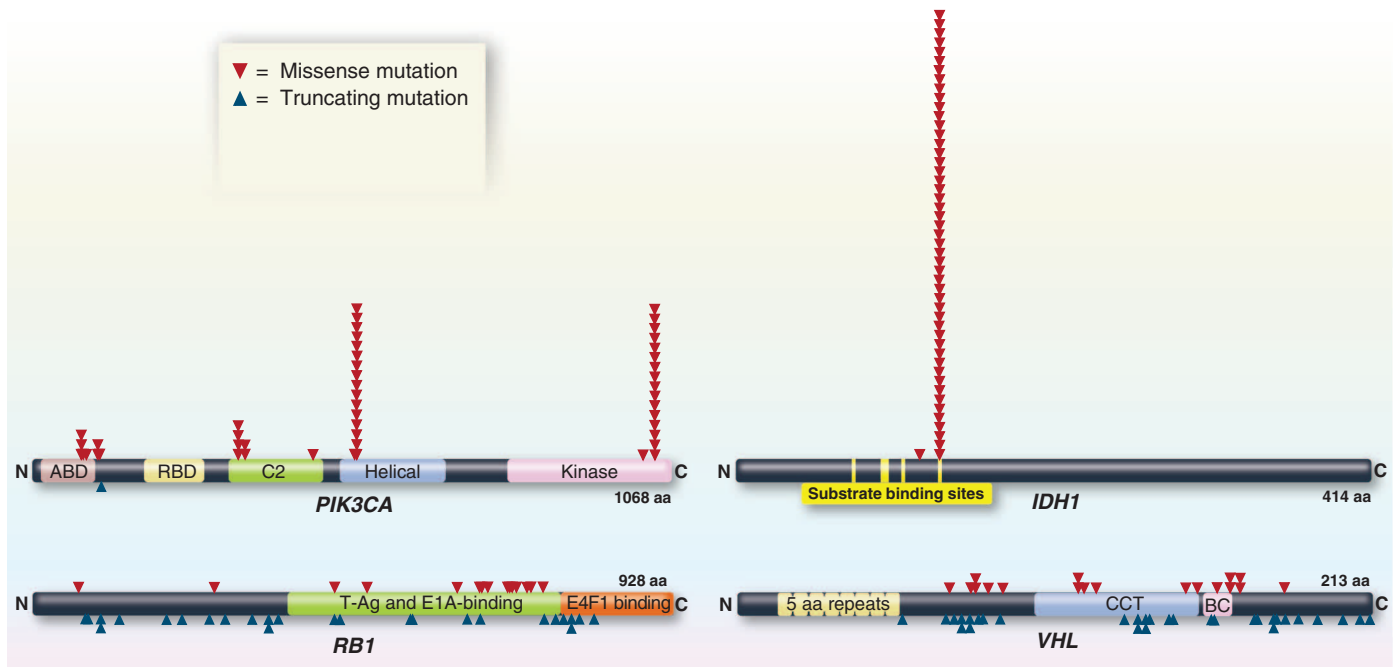 ▼ = Missense mutation
▲ = Truncating mutation
N ABD RBD C2 Helical Kinase C
1068 aa
PIK3CA
N C
Substrate binding sites
414 aa
IDH1
928 aa
N T-Ag and E1A-binding E4F1 binding C
RB1
213 aa
N 5 aa repeats CCT BC C
VHL